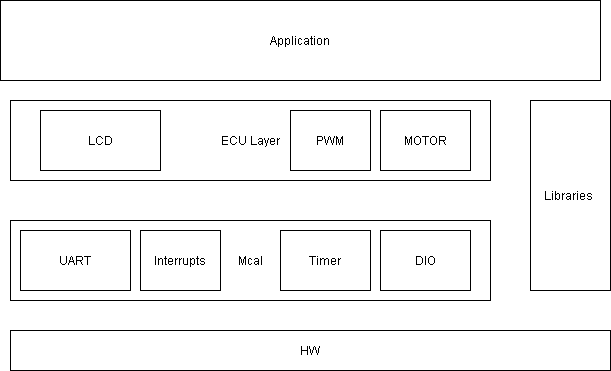 Application
LCD
ECU Layer
PWM
MOTOR
Libraries
UART
Interrupts
Mcal
Timer
DIO
HW